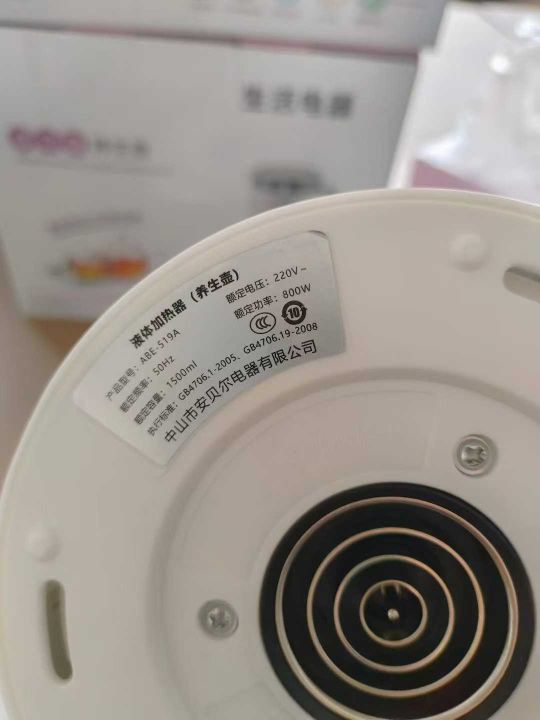 液体加热器（养生壶）
产品型号：ABE-S19A
额定电压：220V～
额定频率：50Hz
额定功率：800W
额定容量：1500ml
10
执行标准：GB4706.1-2005、GB4706.19-2008
中山市安贝尔电器有限公司
生活电器